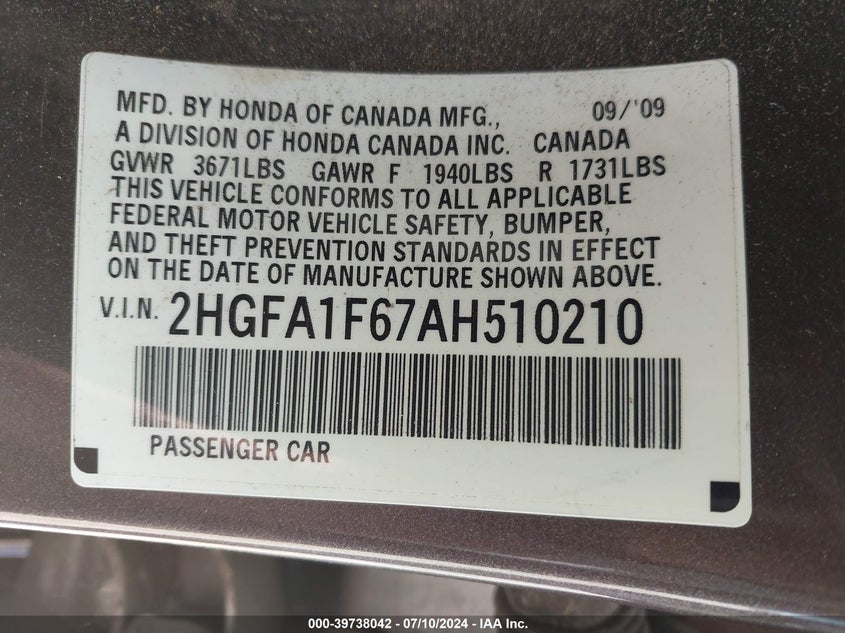 MFD. BY HONDA OF CANADA MFG., 09/'09
A DIVISION OF HONDA CANADA INC. CANADA
GVWR 3671LBS GAWR F 1940LBS R 1731LBS
THIS VEHICLE CONFORMS TO ALL APPLICABLE
FEDERAL MOTOR VEHICLE SAFETY, BUMPER,
AND THEFT PREVENTION STANDARDS IN EFFECT
ON THE DATE OF MANUFACTURE SHOWN ABOVE.
V.I.N. 2HGFA1F67AH510210
PASSENGER CAR
000-39738042 - 07/10/2024 - IAA Inc.